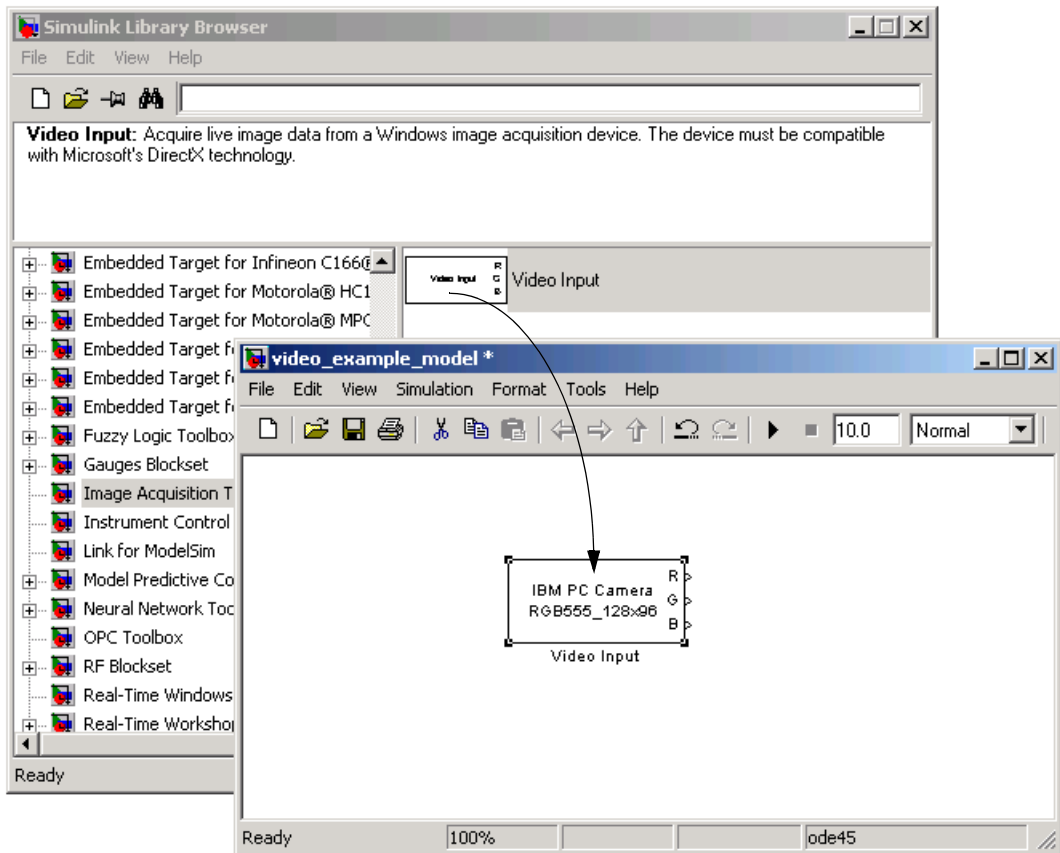 Simulink Library Browser
File Edit View Help
Video Input: Acquire live image data from a Windows image acquisition device. The device must be compatible
with Microsoft's DirectX technology.
Embedded Target for Infineon C166®
Embedded Target for Motorola® HC1
Embedded Target for Motorola® MPC
Embedded Target f
Embedded Target f
Embedded Target f
Fuzzy Logic Toolbox
Gauges Blockset
Image Acquisition T
Instrument Control
Link for ModelSim
Model Predictive Co
Neural Network Too
OPC Toolbox
RF Blockset
Real-Time Windows
Real-Time Workshop
Ready
Video Input
R
G
B
Video Input
video_example_model *
File Edit View Simulation Format Tools Help
10.0 Normal
IBM PC Camera
RGB555_128x96
R
G
B
Video Input
Ready 100% ode45